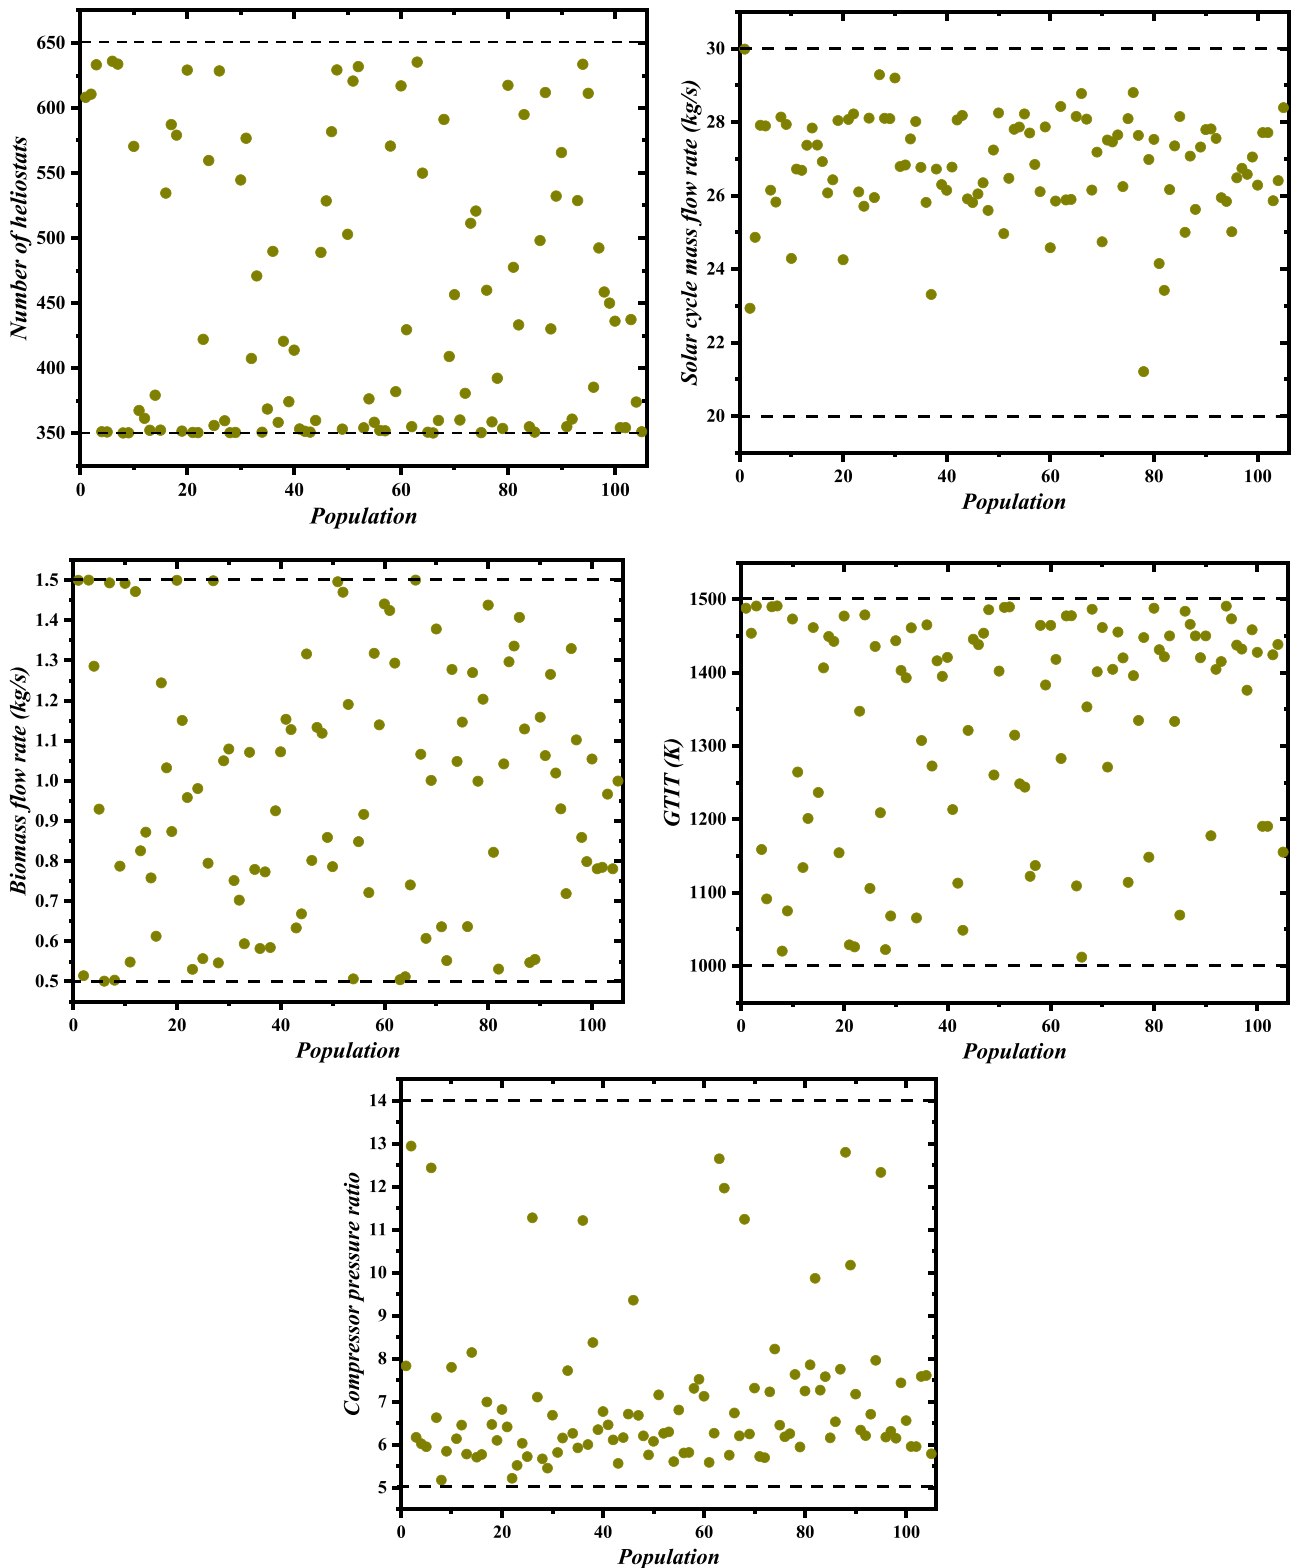 Number of heliostats
650
600
550
500
450
400
350
0 20 40 60 80 100
Population
Solar cycle mass flow rate (kg/s)
30
28
26
24
22
20
0 20 40 60 80 100
Population
Biomass flow rate (kg/s)
1.5
1.4
1.3
1.2
1.1
1.0
0.9
0.8
0.7
0.6
0.5
0 20 40 60 80 100
Population
GTIT (K)
1500
1400
1300
1200
1100
1000
0 20 40 60 80 100
Population
Compressor pressure ratio
14
13
12
11
10
9
8
7
6
5
0 20 40 60 80 100
Population